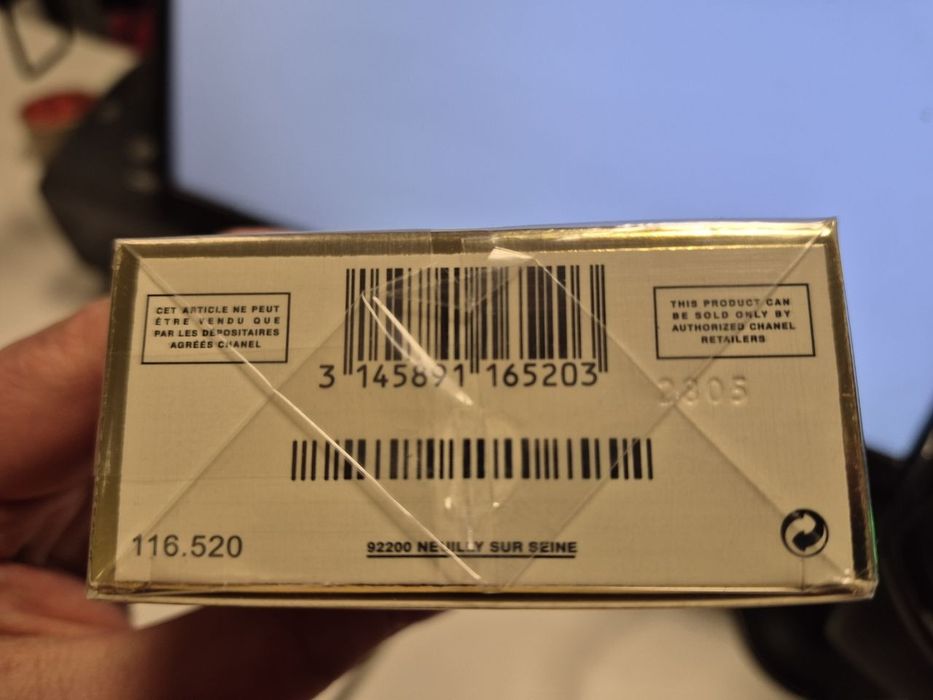 CET ARTICLE NE PEUT
ÊTRE VENDU QUE
PAR LES DÉPOSITAIRES
AGRÉÉS CHANEL
THIS PRODUCT CAN
BE SOLD ONLY BY
AUTHORIZED CHANEL
RETAILERS
3 145891 165203
2805
116.520
92200 NEUILLY SUR SEINE